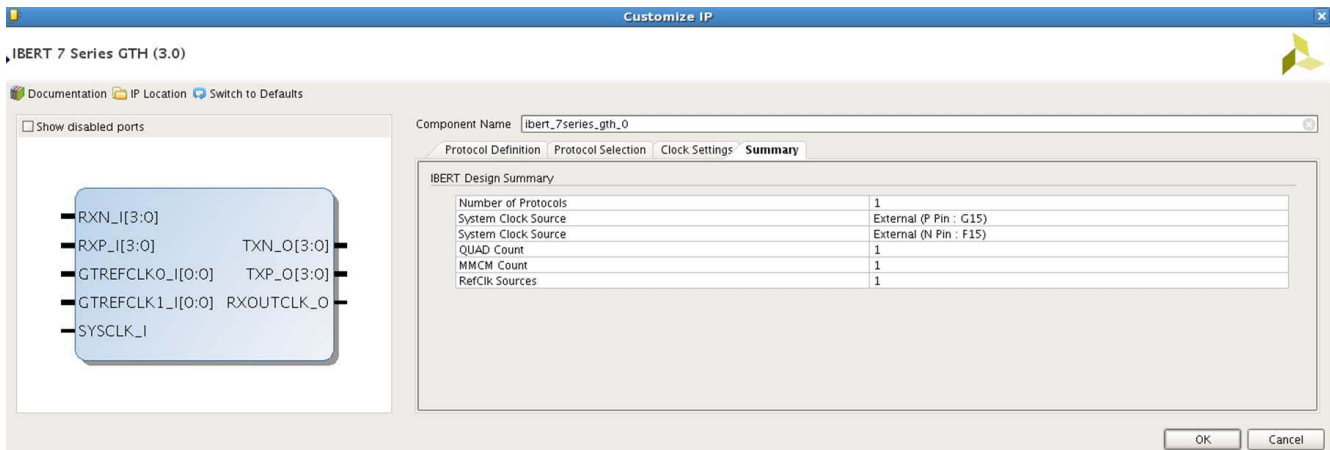 Customize IP
IBERT 7 Series GTH (3.0)
Documentation IP Location Switch to Defaults
Show disabled ports
RXN_I[3:0]
RXP_I[3:0] TXN_O[3:0]
GTREFCLK0_I[0:0] TXP_O[3:0]
GTREFCLK1_I[0:0] RXOUTCLK_O
SYSCLK_I
Component Name ibert_7series_gth_0
Protocol Definition Protocol Selection Clock Settings Summary
IBERT Design Summary
Number of Protocols 1
System Clock Source External (P Pin : G15)
System Clock Source External (N Pin : F15)
QUAD Count 1
MMCM Count 1
RefClk Sources 1
OK Cancel